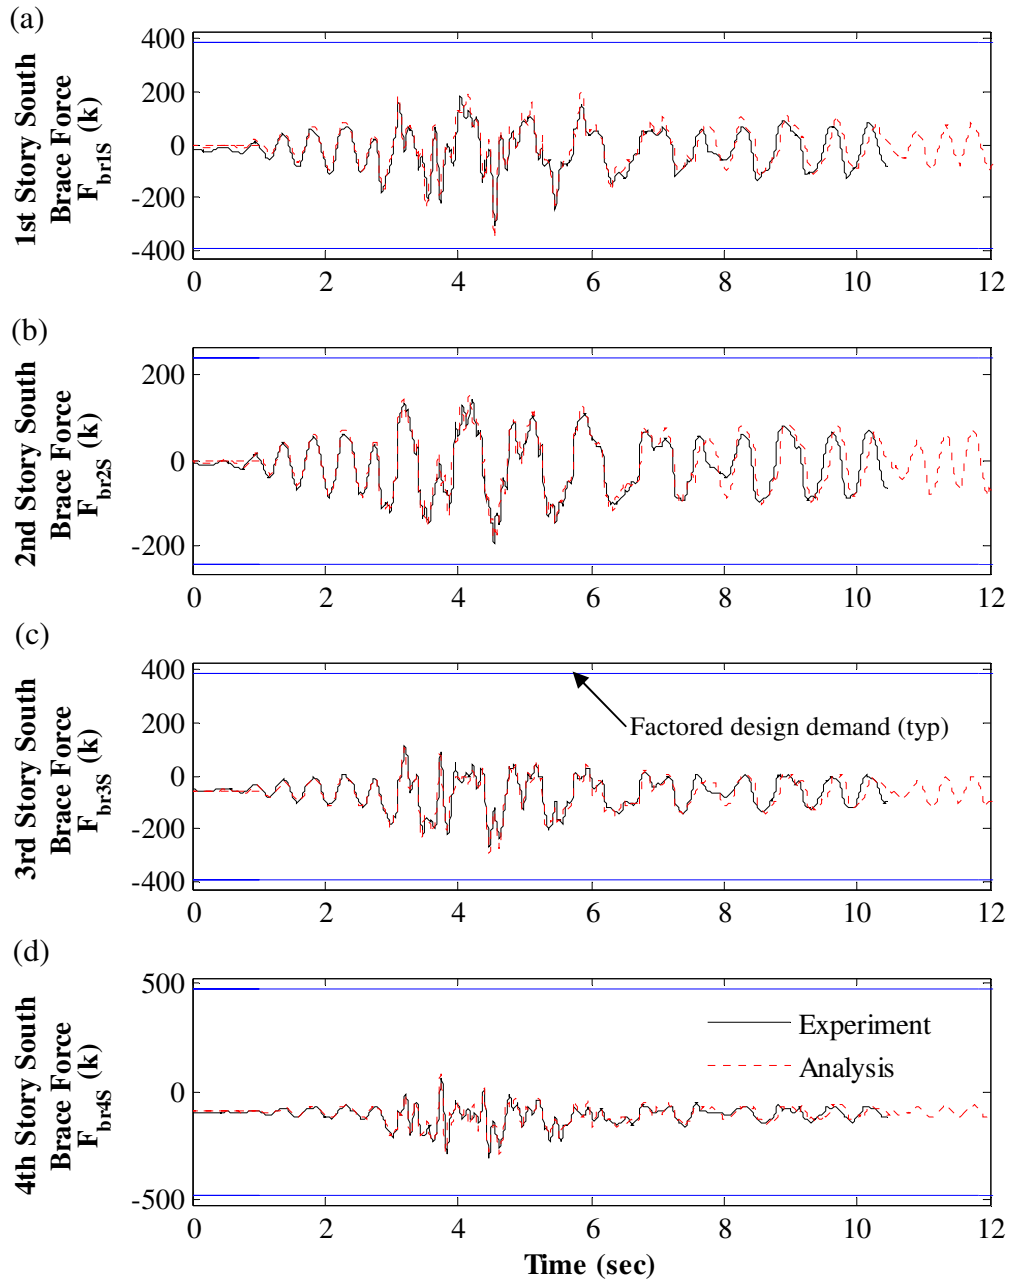 (a)
1st Story South
Brace Force
F_br1S (k)
400
200
0
-200
-400
0 2 4 6 8 10 12
(b)
2nd Story South
Brace Force
F_br2S (k)
200
0
-200
0 2 4 6 8 10 12
(c)
3rd Story South
Brace Force
F_br3S (k)
400
200
0
-200
-400
Factored design demand (typ)
0 2 4 6 8 10 12
(d)
4th Story South
Brace Force
F_br4S (k)
500
0
-500
Experiment
Analysis
0 2 4 6 8 10 12
Time (sec)